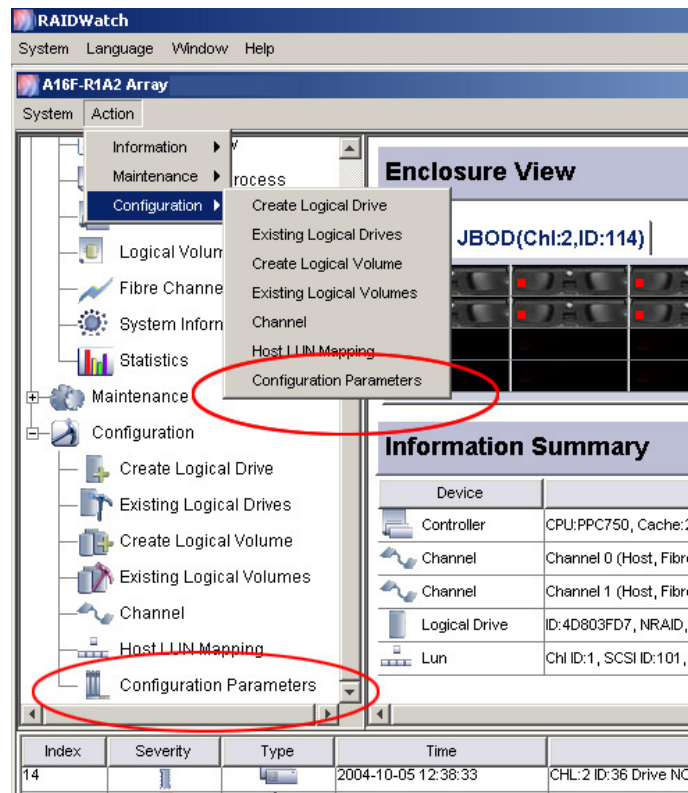 RAIDWatch
System Language Window Help
A16F-R1A2 Array
System Action
Information
Maintenance
rocess
Configuration
Create Logical Drive
Existing Logical Drives
Create Logical Volume
Existing Logical Volumes
Channel
Host LUN Mapping
Configuration Parameters
Logical Volum
Fibre Channe
System Inform
Statistics
Maintenance
Configuration
Create Logical Drive
Existing Logical Drives
Create Logical Volume
Existing Logical Volumes
Channel
Host LUN Mapping
Configuration Parameters
Enclosure View
JBOD(Chl:2,ID:114)
Information Summary
Device
Controller CPU:PPC750, Cache:2
Channel Channel 0 (Host, Fibre
Channel Channel 1 (Host, Fibre
Logical Drive ID:4D803FD7, NRAID,
Lun Chl ID:1, SCSI ID:101,
Index Severity Type Time
14 2004-10-05 12:38:33 CHL:2 ID:36 Drive NO